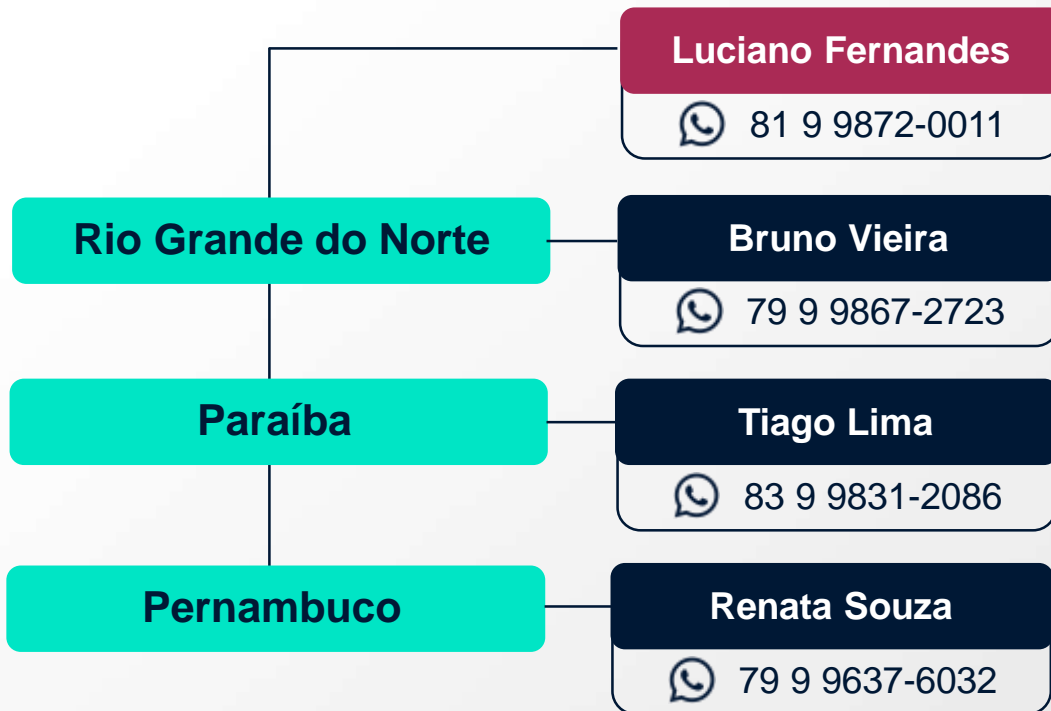 Luciano Fernandes
81 9 9872-0011
Rio Grande do Norte
Bruno Vieira
79 9 9867-2723
Paraíba
Tiago Lima
83 9 9831-2086
Pernambuco
Renata Souza
79 9 9637-6032